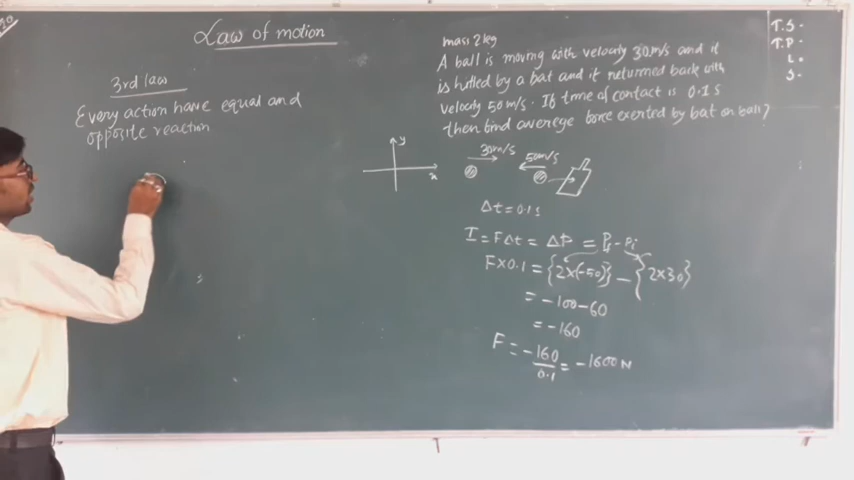 Law of motion
3rd law
Every action have equal and
opposite reaction
mass 2kg
A ball is moving with velocity 30m/s and it
is hitted by a bat and it returned back with
velocity 50m/s. If time of contact is 0.1s
then find average force exerted by bat on ball?
y
x
30m/s
50m/s
Δt = 0.1s
I = FΔt = ΔP = Pf - Pi
F×0.1 = {2×(-50)} - {2×30}
= -100-60
= -160
F = -160/0.1 = -1600 N
T.S.
T.P.
L.
S.